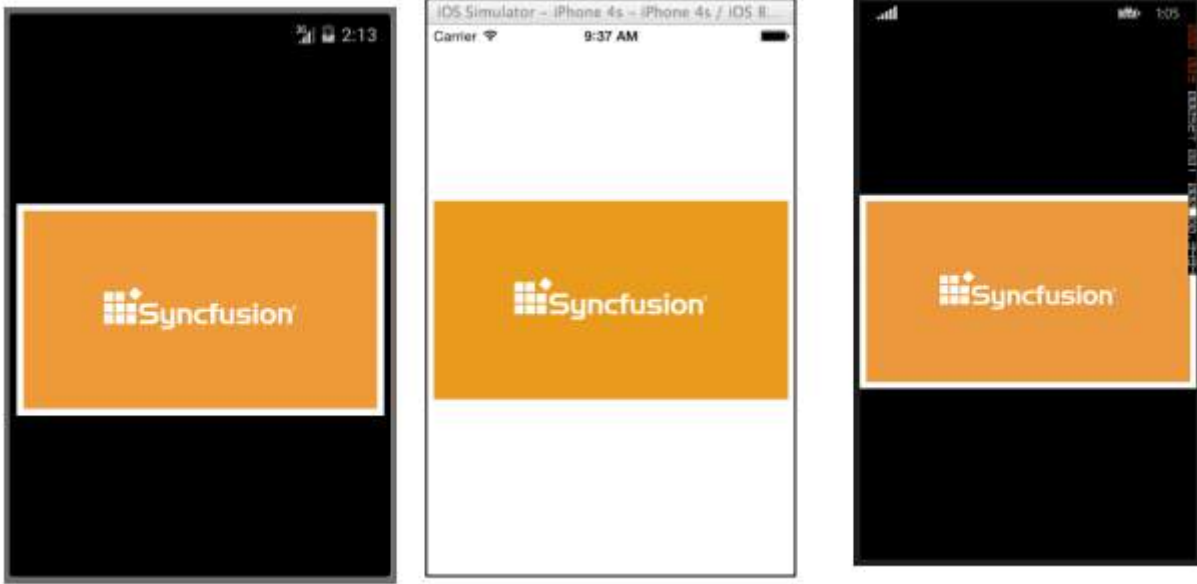 3G 2:13
Syncfusion
iOS Simulator – iPhone 4s – iPhone 4s / iOS 8...
Carrier 9:37 AM
Syncfusion
1:05
Syncfusion